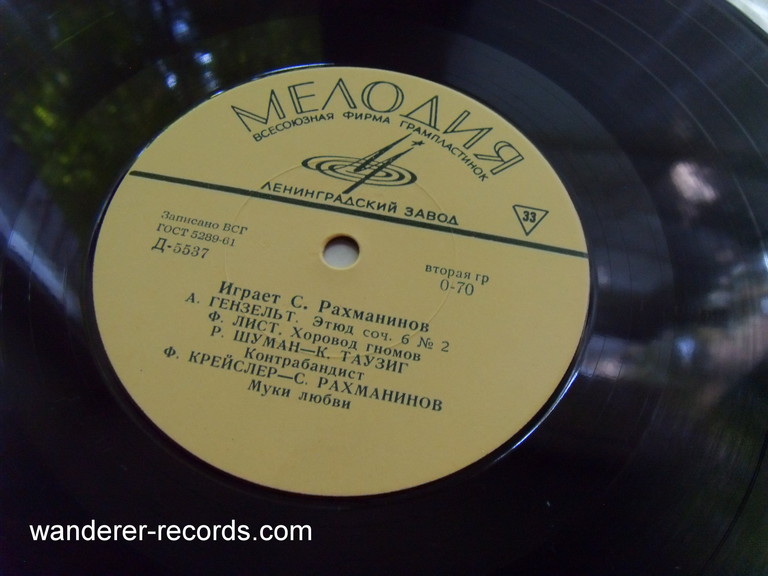 МЕЛОДИЯ
ВСЕСОЮЗНАЯ ФИРМА ГРАМПЛАСТИНОК
ЛЕНИНГРАДСКИЙ ЗАВОД
33
Записано ВСГ
ГОСТ 5289-61
Д-5537
вторая гр
0-70
Играет С. Рахманинов
А. ГЕНЗЕЛЬТ. Этюд соч. 6 № 2
Ф. ЛИСТ. Хоровод гномов
Р. ШУМАН—К. ТАУЗИГ
Контрабандист
Ф. КРЕЙСЛЕР—С. РАХМАНИНОВ
Муки любви
wanderer-records.com